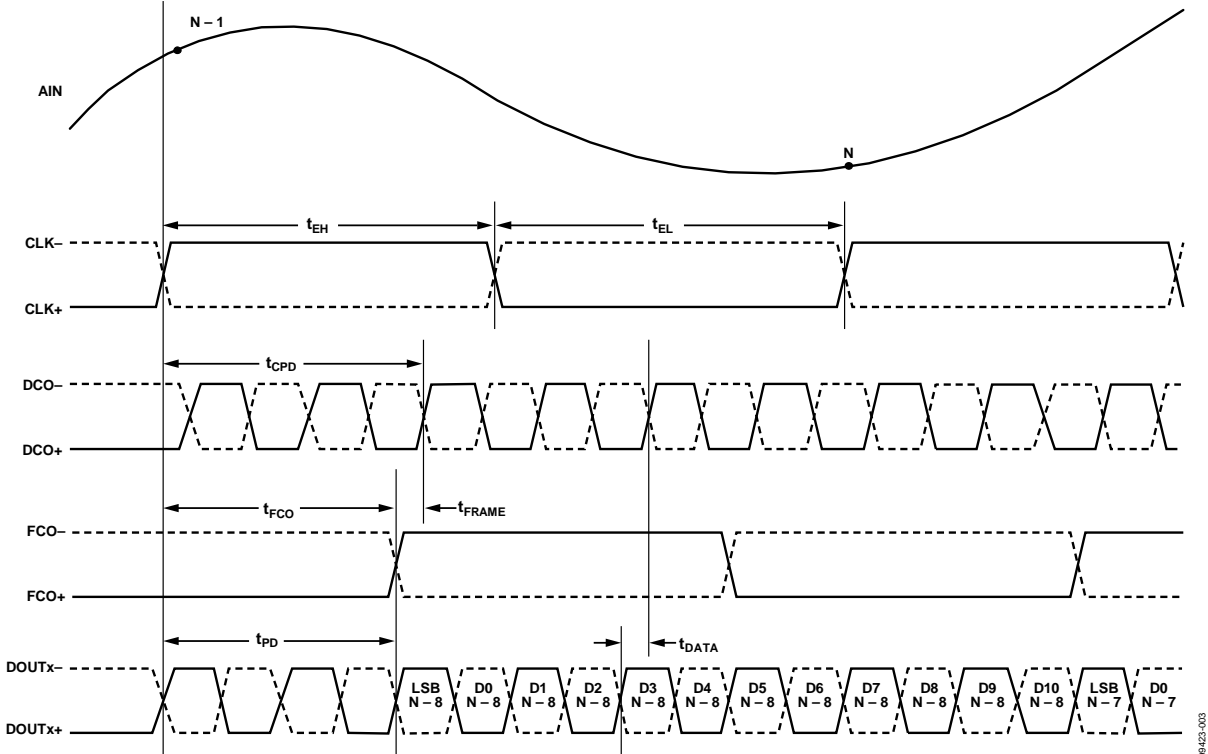 N – 1
AIN
N
tEH
tEL
CLK–
CLK+
tCPD
DCO–
DCO+
tFCO
tFRAME
FCO–
FCO+
tPD
tDATA
DOUTx–
LSB D0 D1 D2 D3 D4 D5 D6 D7 D8 D9 D10 LSB D0
N – 8 N – 8 N – 8 N – 8 N – 8 N – 8 N – 8 N – 8 N – 8 N – 8 N – 8 N – 8 N – 7 N – 7
DOUTx+